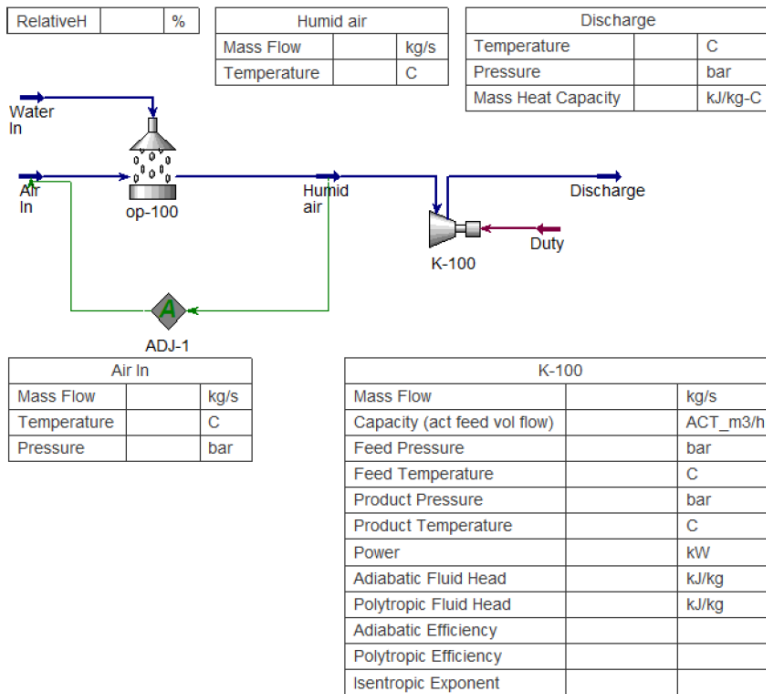 RelativeH %
Humid air
Mass Flow kg/s
Temperature C
Discharge
Temperature C
Pressure bar
Mass Heat Capacity kJ/kg-C
Water
In
Air
In
op-100
Humid
air
Discharge
K-100
Duty
A
ADJ-1
Air In
Mass Flow kg/s
Temperature C
Pressure bar
K-100
Mass Flow kg/s
Capacity (act feed vol flow) ACT_m3/h
Feed Pressure bar
Feed Temperature C
Product Pressure bar
Product Temperature C
Power kW
Adiabatic Fluid Head kJ/kg
Polytropic Fluid Head kJ/kg
Adiabatic Efficiency
Polytropic Efficiency
Isentropic Exponent